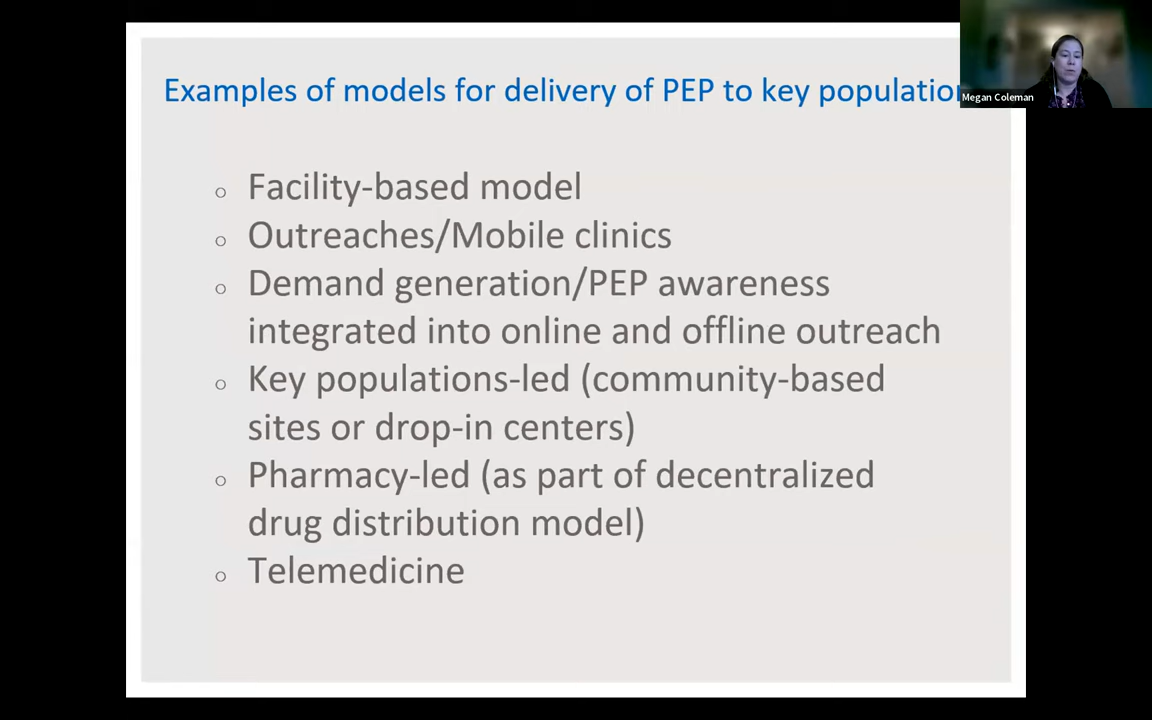 Examples of models for delivery of PEP to key population
Megan Coleman
○ Facility-based model
○ Outreaches/Mobile clinics
○ Demand generation/PEP awareness
integrated into online and offline outreach
○ Key populations-led (community-based
sites or drop-in centers)
○ Pharmacy-led (as part of decentralized
drug distribution model)
○ Telemedicine